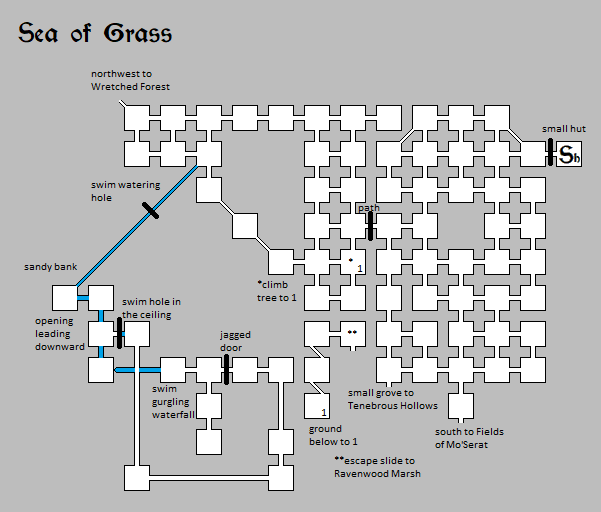 Sea of Grass
northwest to
Wretched Forest
small hut
Sh
swim watering
hole
path
sandy bank
*
1
*climb
tree to 1
swim hole in
the ceiling
opening
leading
downward
jagged
door
**
swim
gurgling
waterfall
small grove to
Tenebrous Hollows
1
ground
below to 1
south to Fields
of Mo'Serat
**escape slide to
Ravenwood Marsh